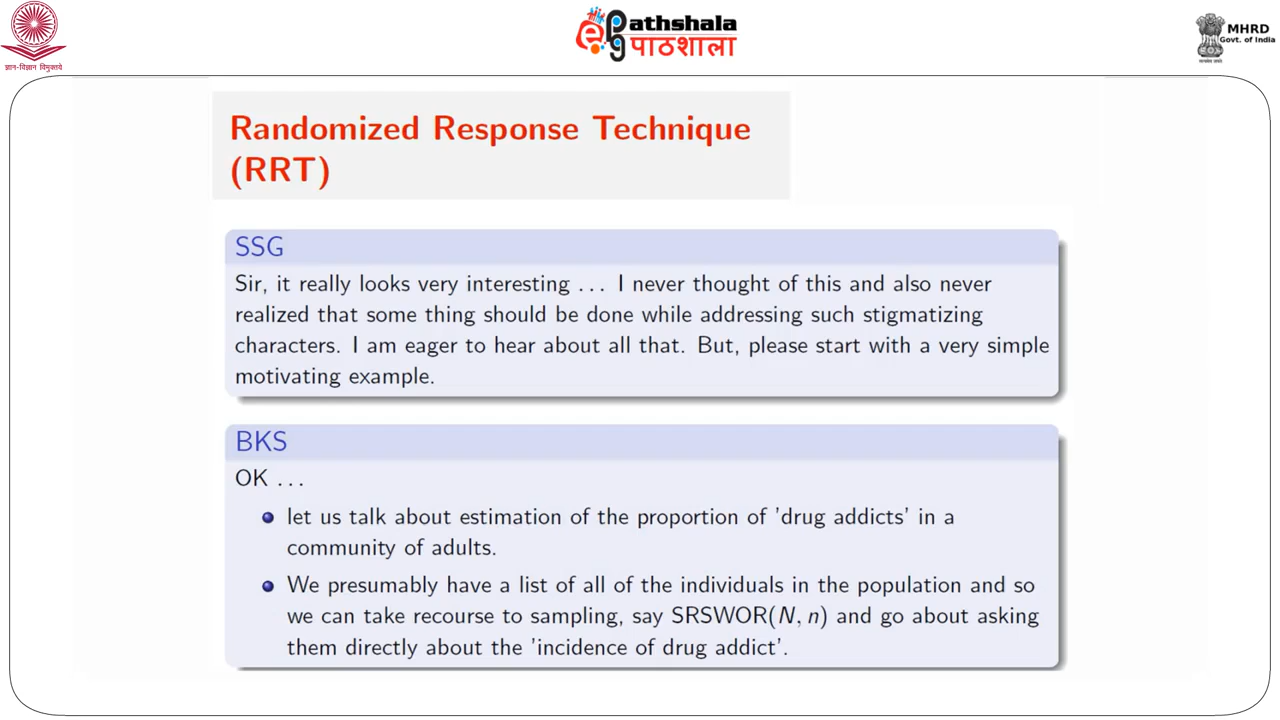 ज्ञान-विज्ञान विमुक्तये
ePG athshala
पाठशाला
MHRD
Govt. of India
सत्यमेव जयते
Randomized Response Technique
(RRT)
SSG
Sir, it really looks very interesting ... I never thought of this and also never
realized that some thing should be done while addressing such stigmatizing
characters. I am eager to hear about all that. But, please start with a very simple
motivating example.
BKS
OK ...
let us talk about estimation of the proportion of 'drug addicts' in a
community of adults.
We presumably have a list of all of the individuals in the population and so
we can take recourse to sampling, say SRSWOR(N, n) and go about asking
them directly about the 'incidence of drug addict'.